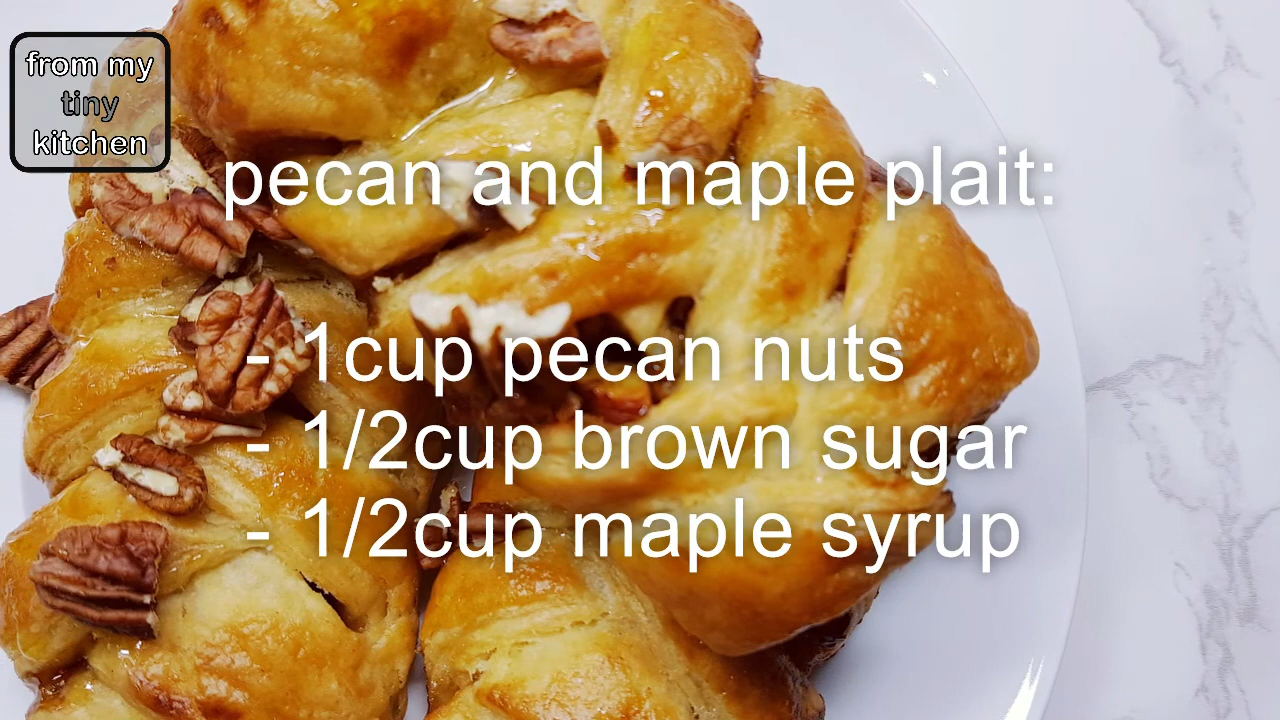 from my
tiny
kitchen
pecan and maple plait:
- 1cup pecan nuts
- 1/2cup brown sugar
- 1/2cup maple syrup